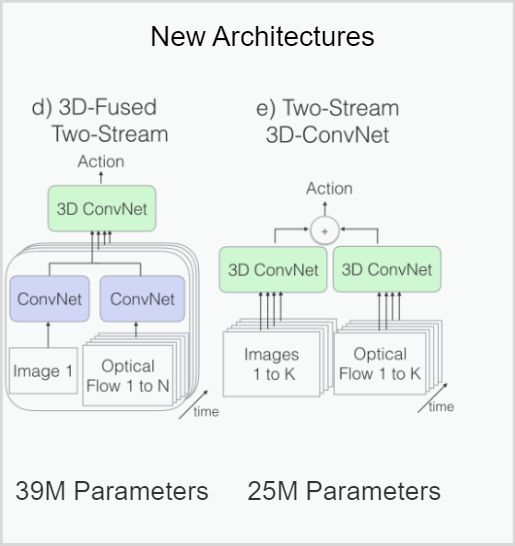 New Architectures
d) 3D-Fused
Two-Stream
Action
3D ConvNet
ConvNet
ConvNet
Image 1
Optical
Flow 1 to N
time
39M Parameters
e) Two-Stream
3D-ConvNet
Action
+
3D ConvNet
3D ConvNet
Images
1 to K
Optical
Flow 1 to K
time
25M Parameters